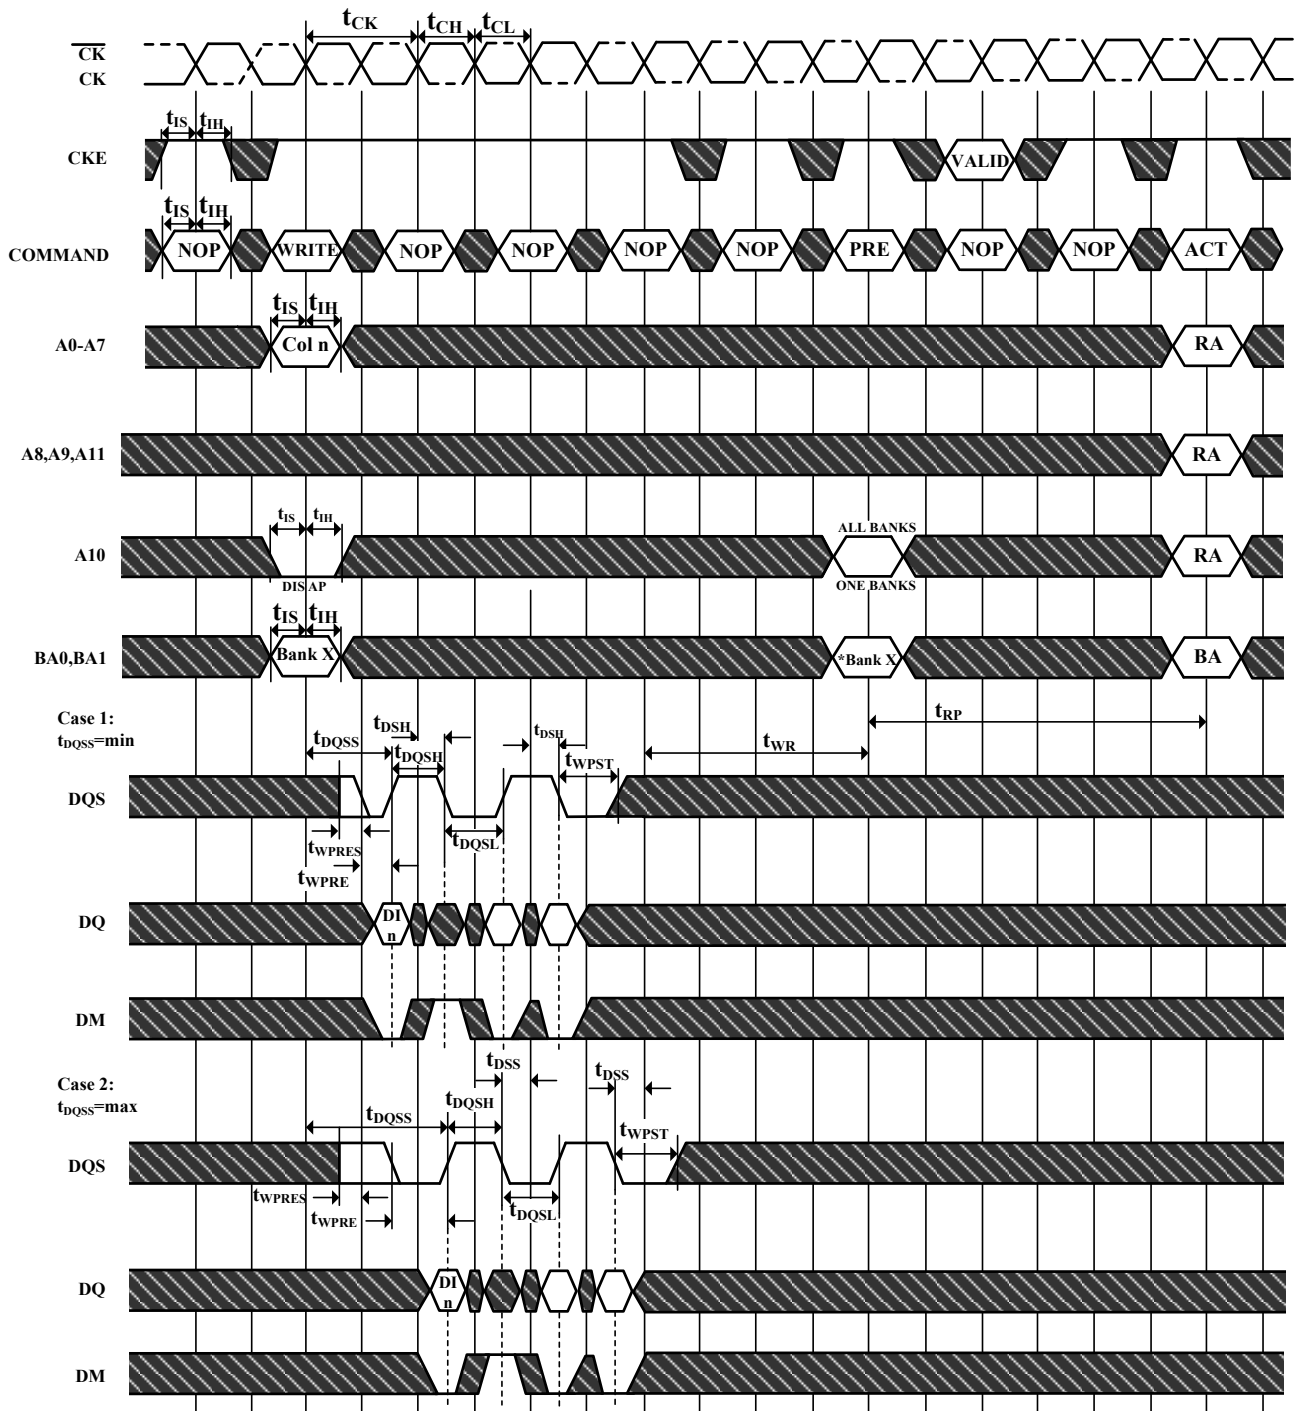 tCK tCH tCL
CK
CK
tIS tIH
CKE VALID
tIS tIH
COMMAND NOP WRITE NOP NOP NOP NOP PRE NOP NOP ACT
tIS tIH
A0-A7 Col n RA
A8,A9,A11 RA
tIS tIH ALL BANKS
A10 RA
DIS AP ONE BANKS
tIS tIH
BA0,BA1 Bank X *Bank X BA
Case 1:
tDQSS=min
tDQSS tDSH tDQSH tDSH tWPST tWR tRP
DQS
tWPRES tDQSL
tWPRE
DQ DI
n
DM
Case 2:
tDQSS=max
tDSS tDSS
tDQSS tDQSH tWPST
DQS
tWPRES tWPRE tDQSL
DQ DI
n
DM